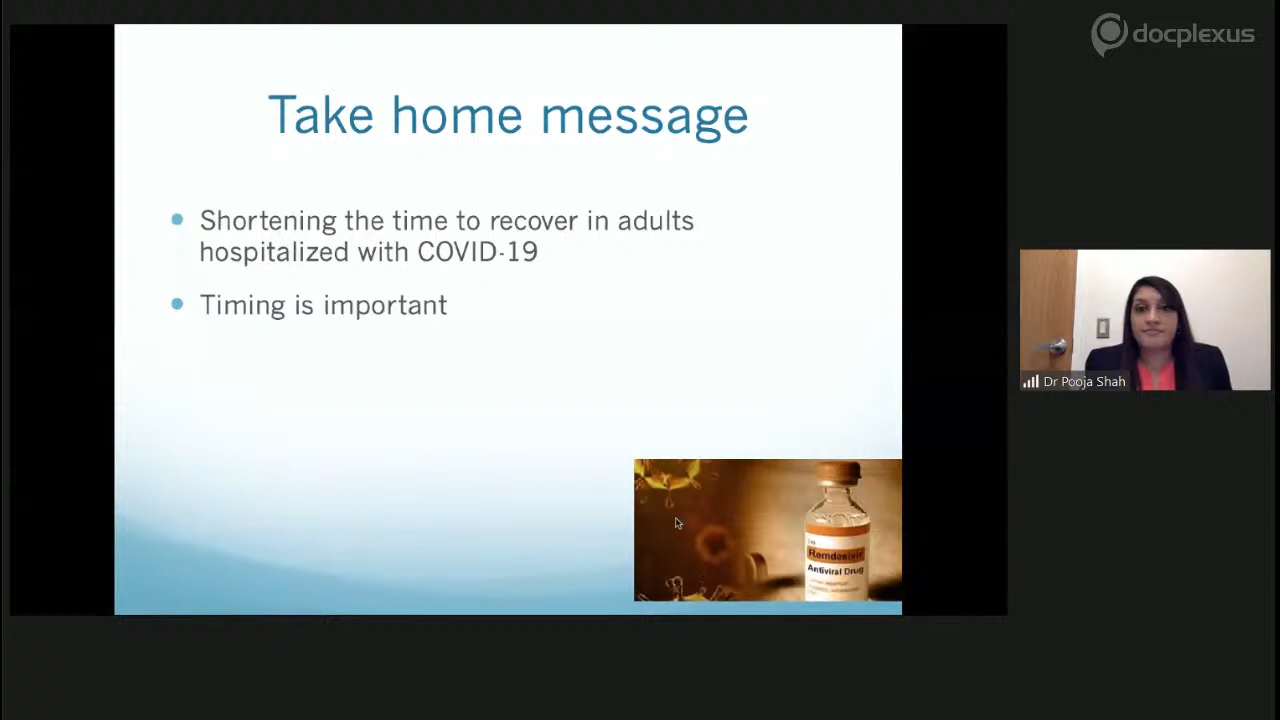 docplexus
Take home message
Shortening the time to recover in adults
hospitalized with COVID-19
Timing is important
Dr Pooja Shah
Remdesivir
Antiviral Drug